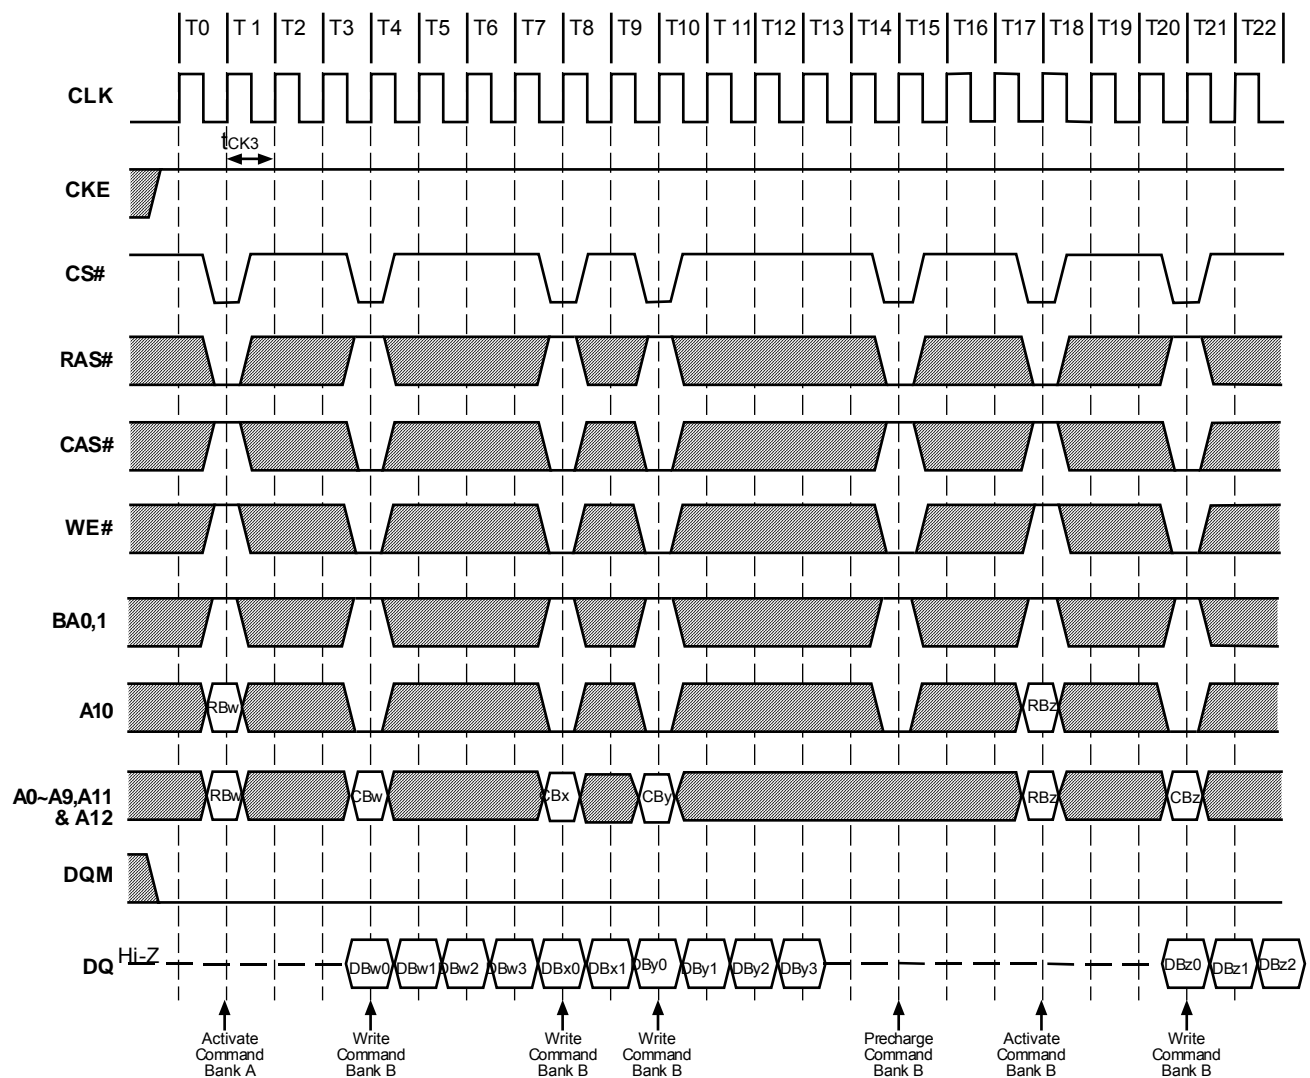 T0 T 1 T2 T3 T4 T5 T6 T7 T8 T9 T10 T 11 T12 T13 T14 T15 T16 T17 T18 T19 T20 T21 T22
CLK
tCK3
CKE
CS#
RAS#
CAS#
WE#
BA0,1
A10
RBw RBz
A0~A9,A11
& A12
RBw CBw CBx CBy RBz CBz
DQM
DQ Hi-Z
DBw0 DBw1 DBw2 DBw3 DBx0 DBx1 DBy0 DBy1 DBy2 DBy3 DBz0 DBz1 DBz2
Activate
Command
Bank A
Write
Command
Bank B
Write
Command
Bank B
Write
Command
Bank B
Precharge
Command
Bank B
Activate
Command
Bank B
Write
Command
Bank B